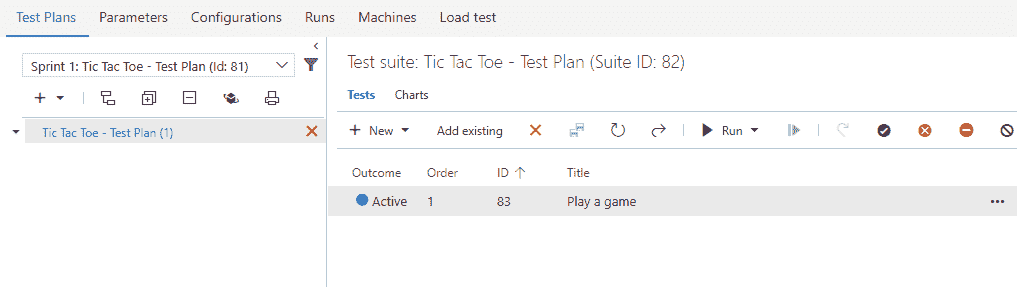 Test Plans Parameters Configurations Runs Machines Load test
Sprint 1: Tic Tac Toe - Test Plan (Id: 81)
Tic Tac Toe - Test Plan (1)
Test suite: Tic Tac Toe - Test Plan (Suite ID: 82)
Tests Charts
New Add existing Run
Outcome Order ID Title
Active 1 83 Play a game